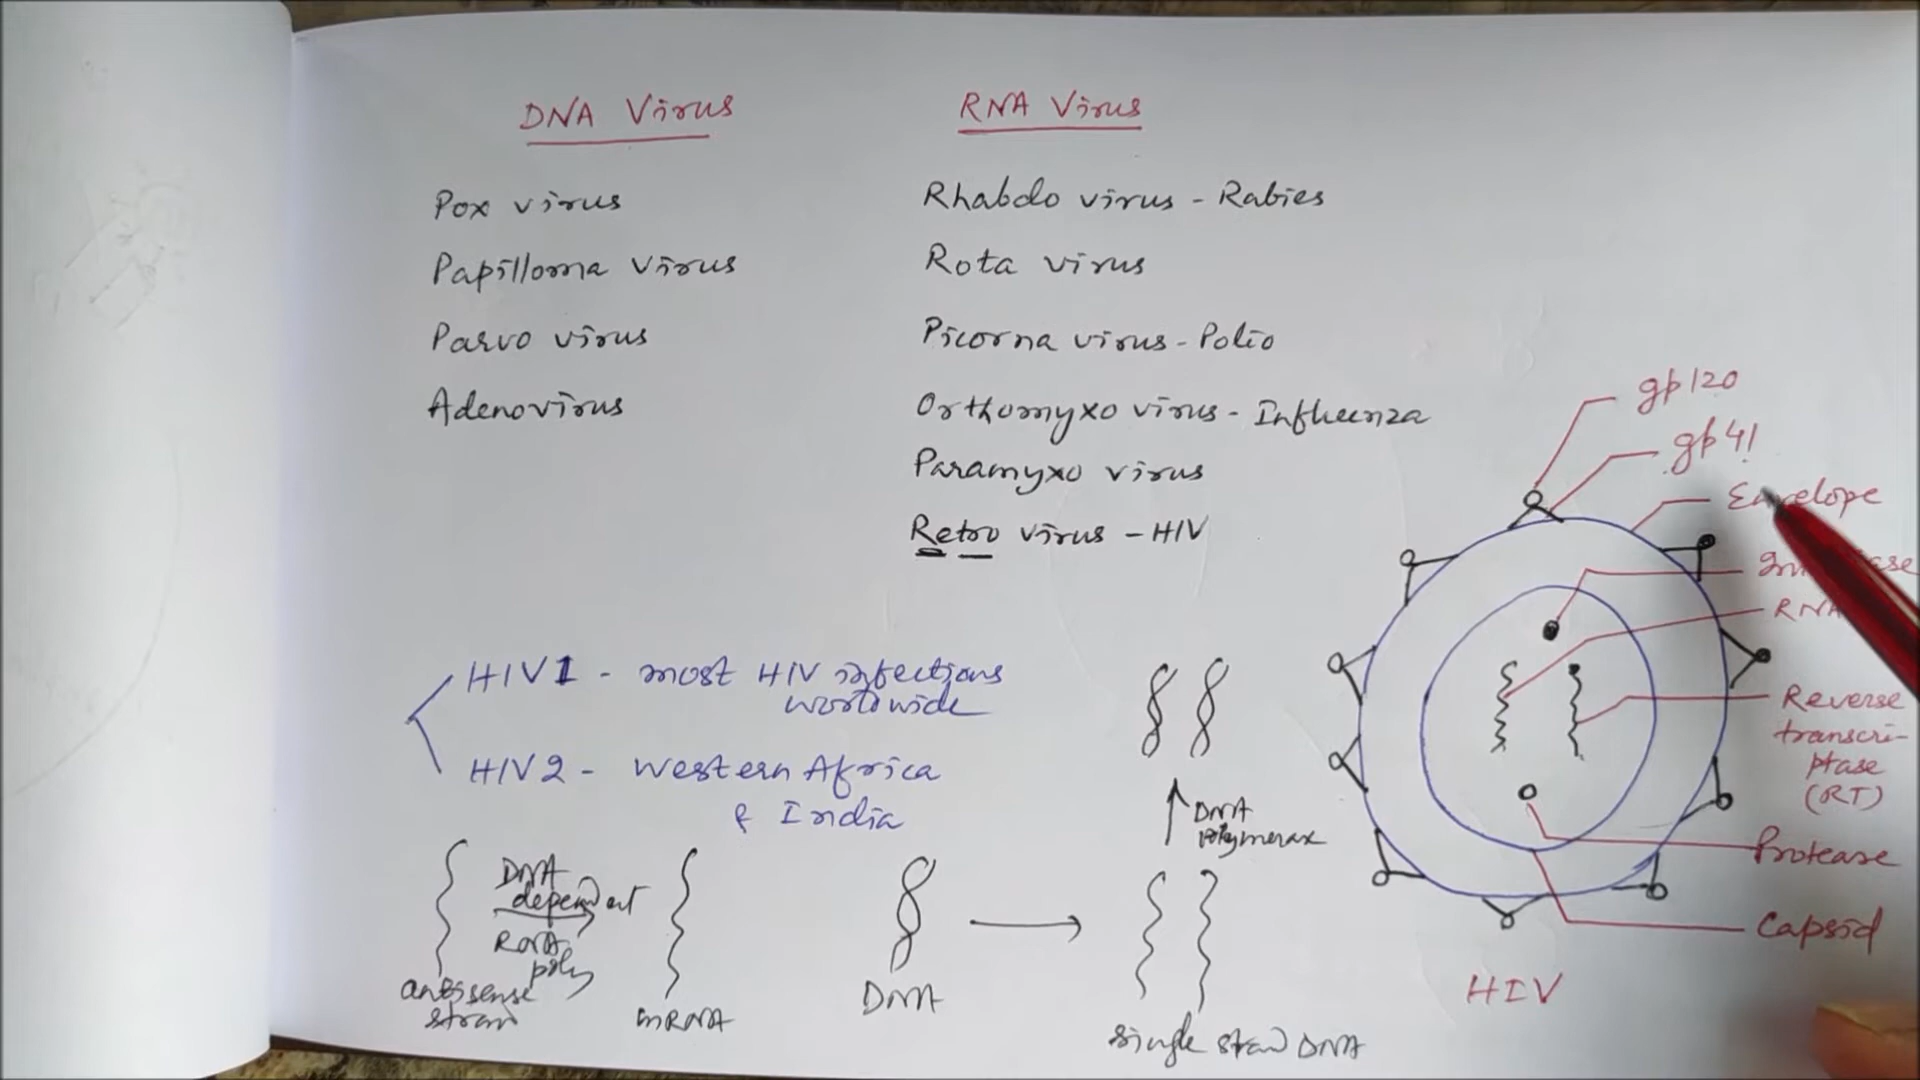 DNA Virus
Pox virus
Papilloma virus
Parvo virus
Adenovirus
RNA Virus
Rhabdo virus - Rabies
Rota virus
Picorna virus - Polio
Orthomyxo virus - Influenza
Paramyxo virus
Retro virus - HIV
HIV1 - most HIV infections
worldwide
HIV2 - Western Africa
& India
antisense
strand
DNA
dependent
RNA
poly
mRNA
DNA
single strand DNA
DNA
gp120
gp41
Envelope
RNA
Reverse
transcri-
ptase
(RT)
Protease
Capsid
HIV